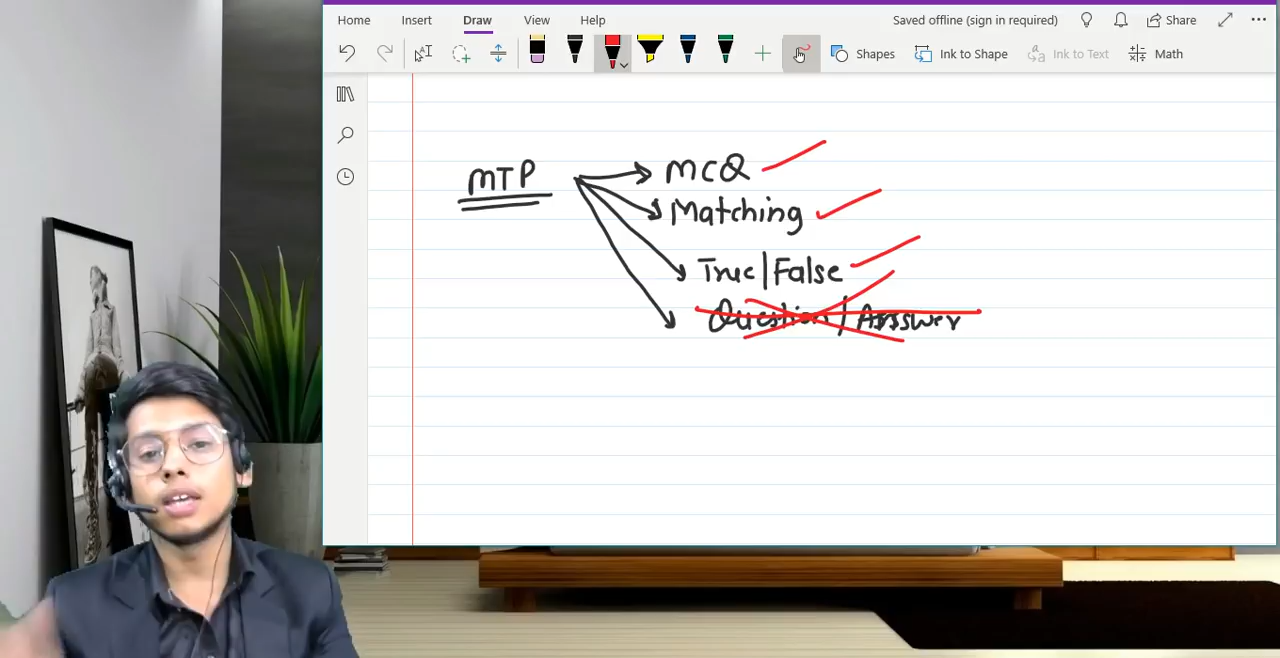 Home Insert Draw View Help Saved offline (sign in required) Share
Shapes Ink to Shape Ink to Text Math
MTP
MCQ
Matching
True|False
Question/Answer